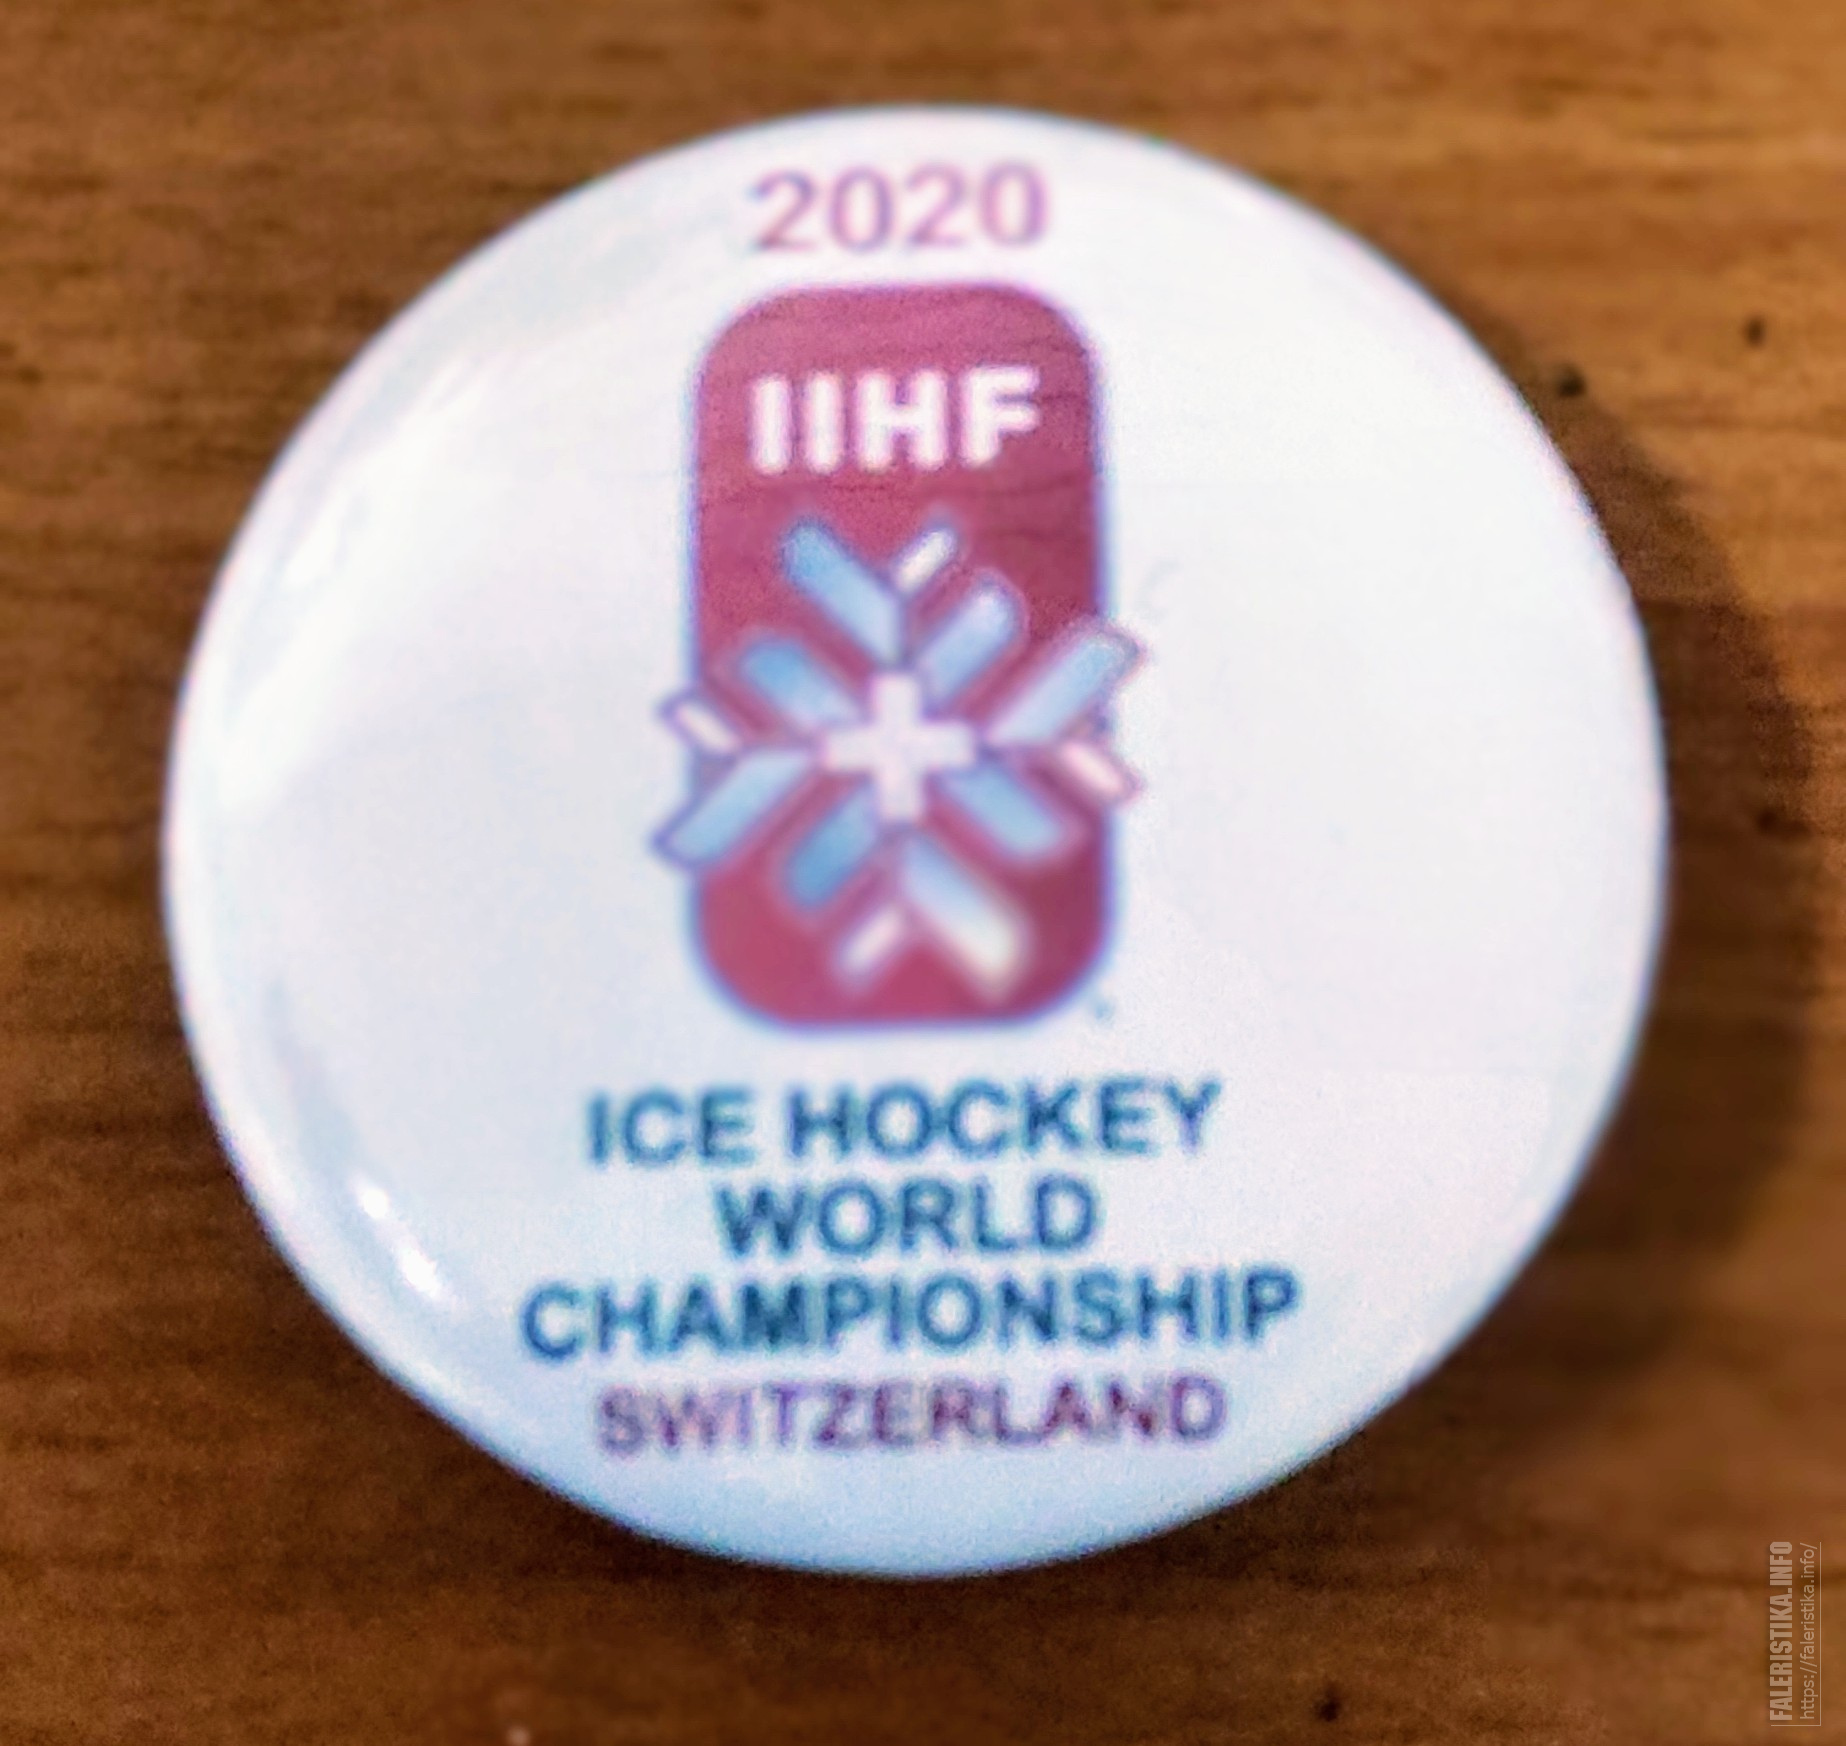 2020
IIHF
ICE HOCKEY
WORLD
CHAMPIONSHIP
SWITZERLAND
FALERISTIKA.INFO
https://faleristika.info/